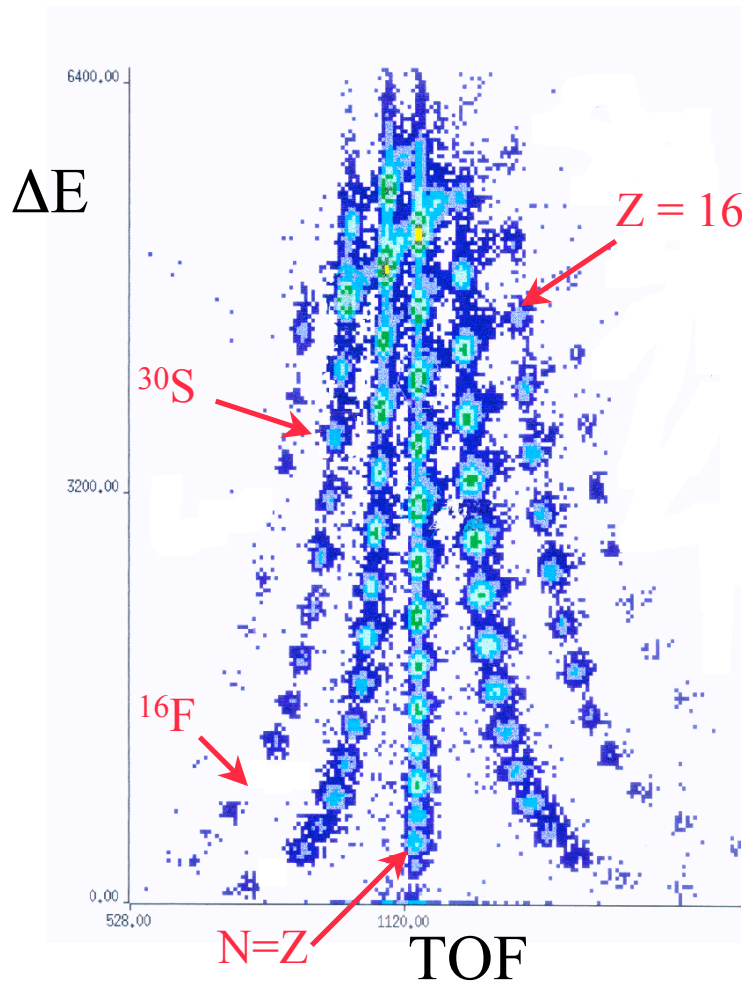 6400.00
ΔE
Z = 16
³⁰S
3200.00
¹⁶F
0.00
528.00
1120.00
N=Z
TOF